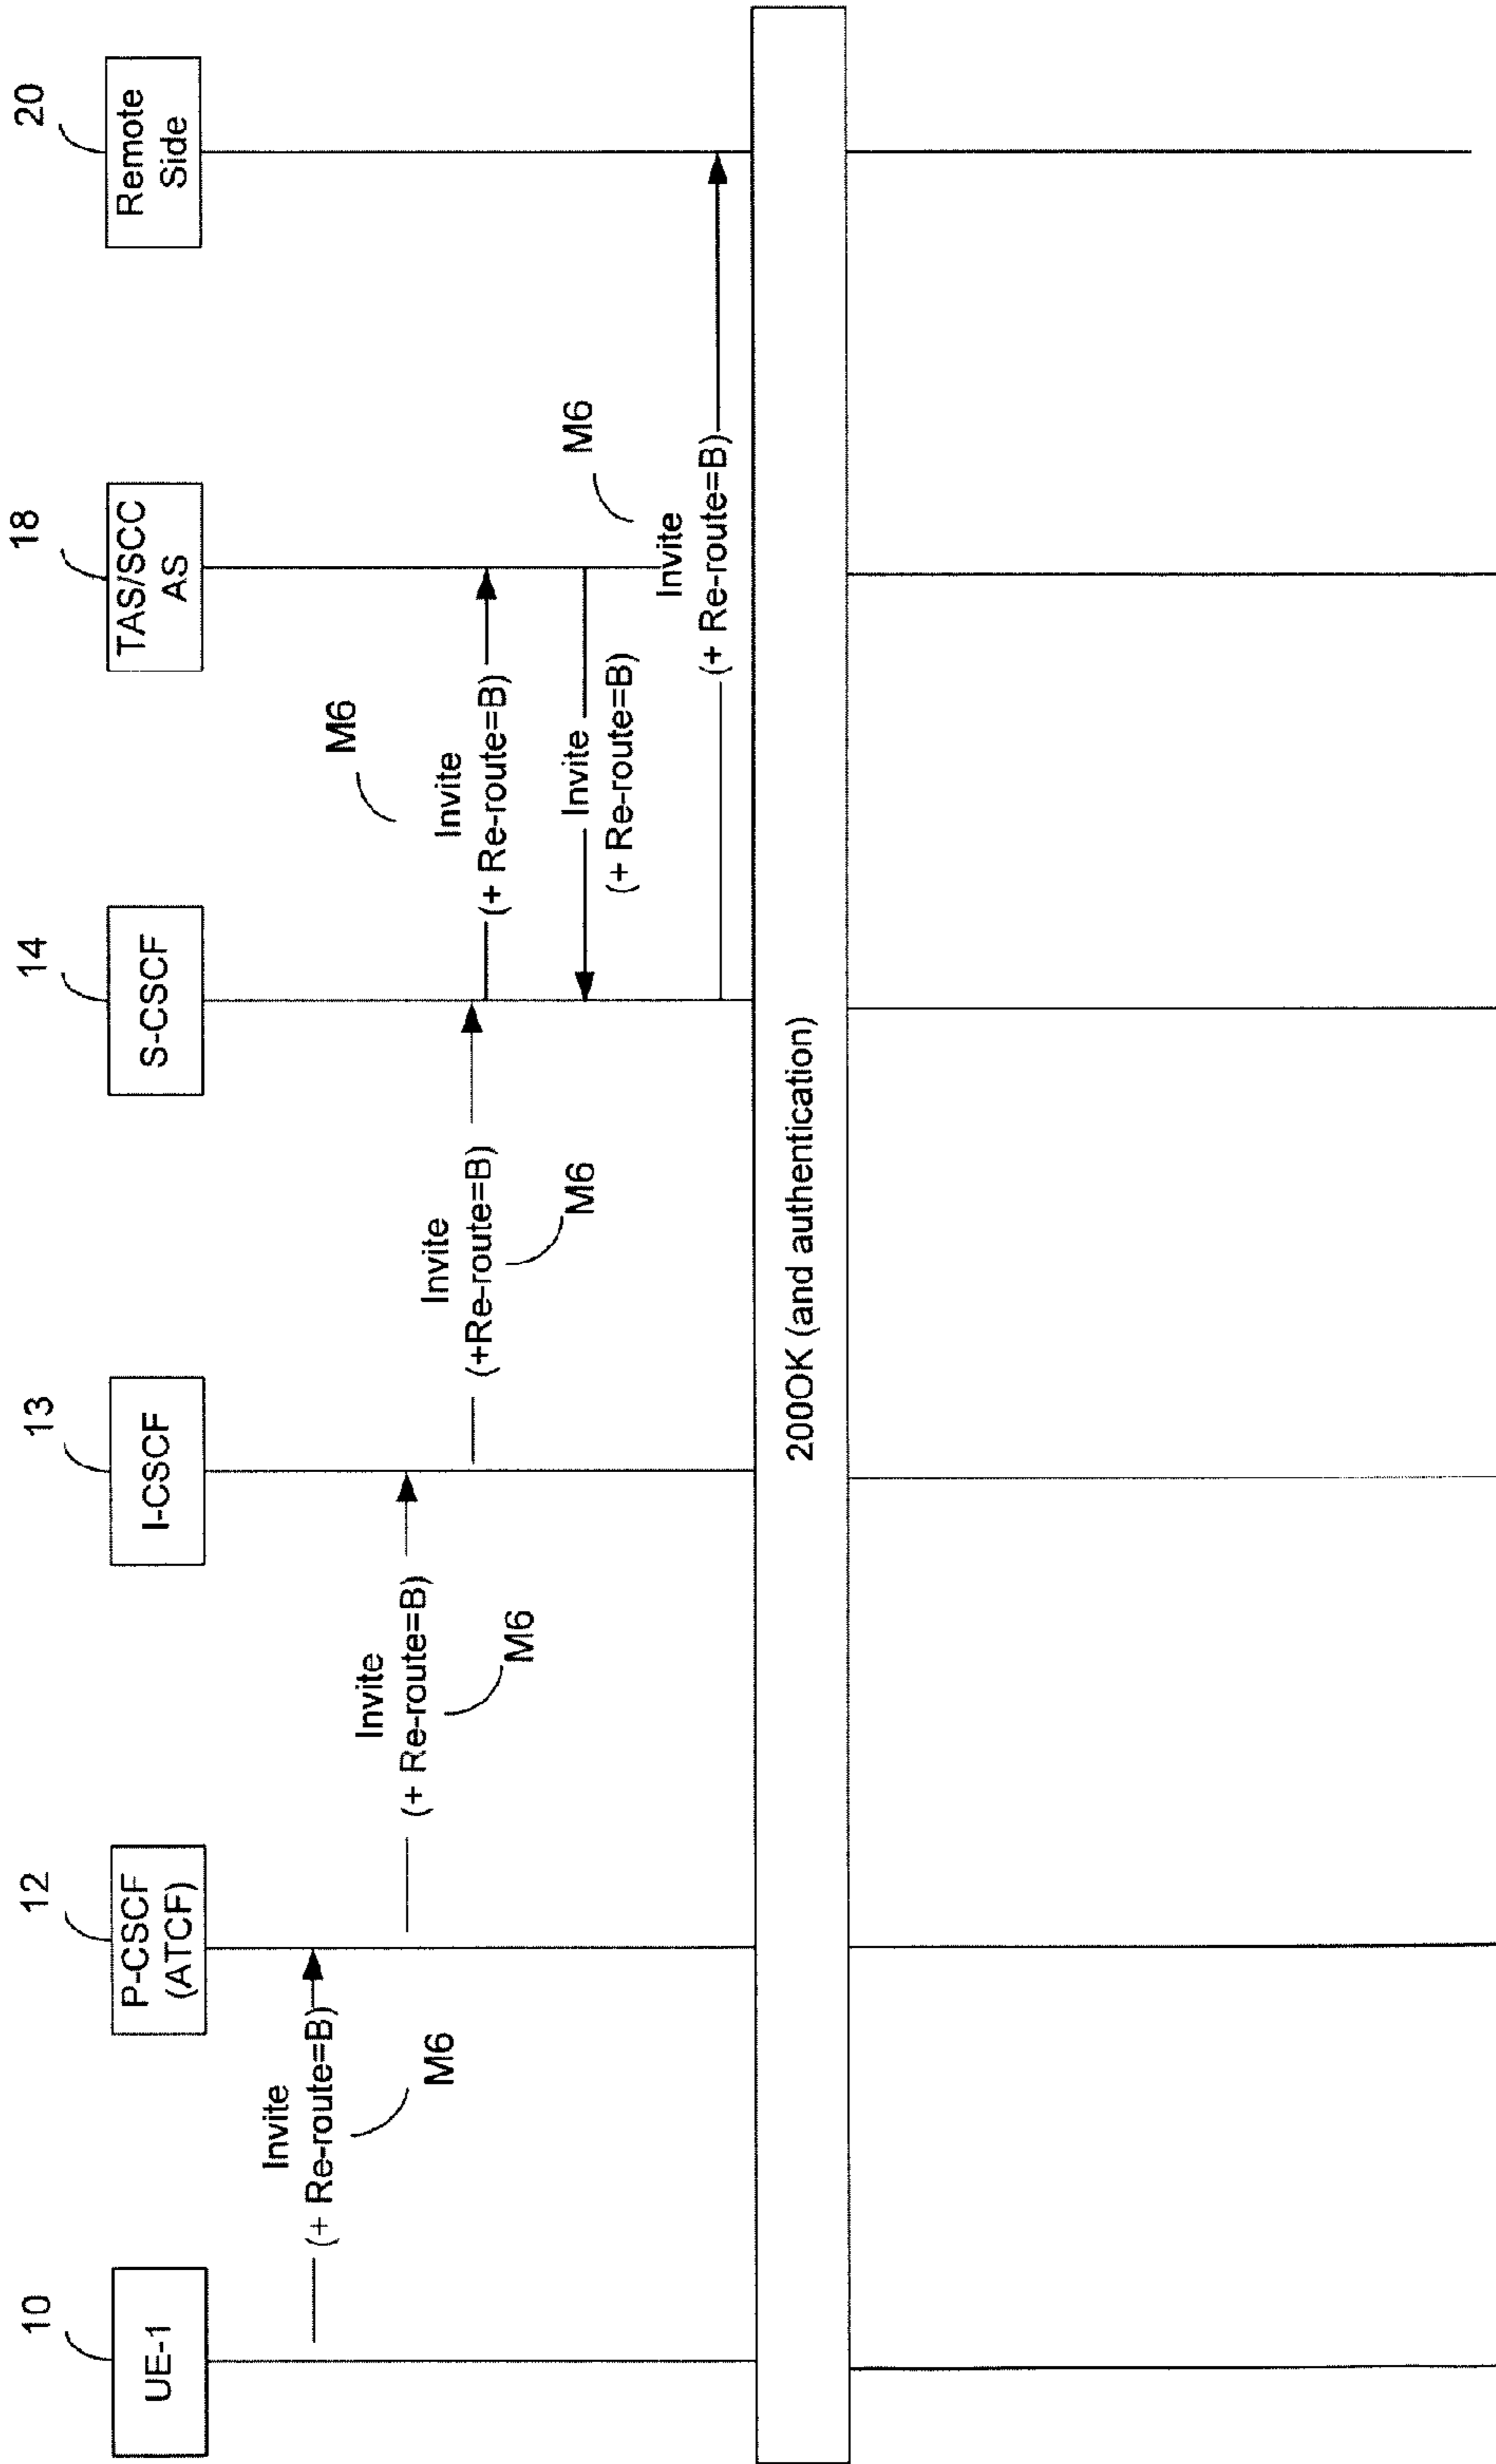 10
UE-1
12
P-CSCF
(ATCF)
13
I-CSCF
14
S-CSCF
18
TAS/SCC
AS
20
Remote
Side
Invite
(+ Re-route=B)
M6
Invite
(+ Re-route=B)
M6
Invite
(+Re-route=B)
M6
M6
Invite
(+ Re-route=B)
Invite
(+ Re-route=B)
M6
Invite
(+ Re-route=B)
200OK (and authentication)